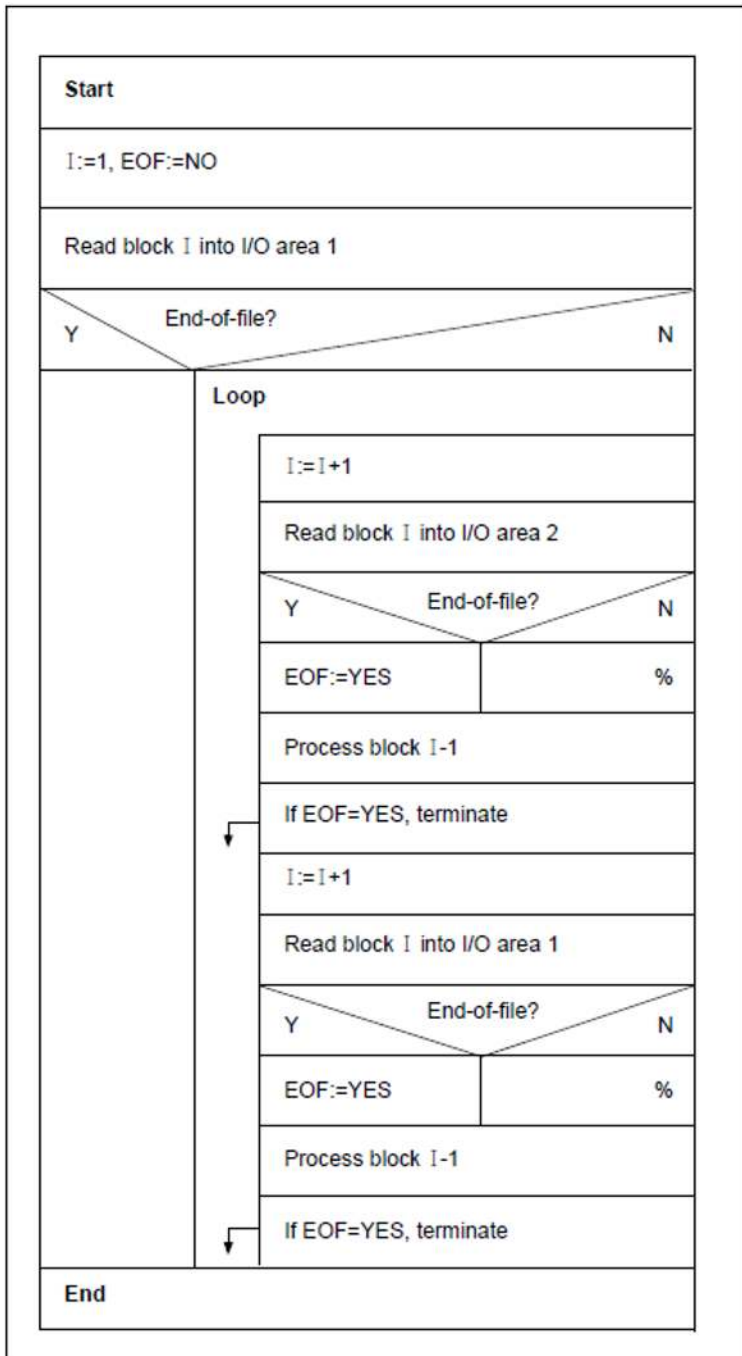 Start
I:=1, EOF:=NO
Read block I into I/O area 1
End-of-file?
Y N
Loop
I:=I+1
Read block I into I/O area 2
End-of-file?
Y N
EOF:=YES %
Process block I-1
If EOF=YES, terminate
I:=I+1
Read block I into I/O area 1
End-of-file?
Y N
EOF:=YES %
Process block I-1
If EOF=YES, terminate
End